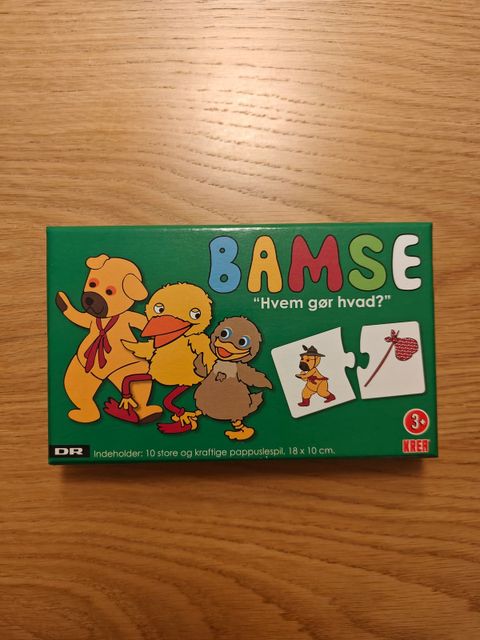 BAMSE
"Hvem gør hvad?"
3+
KREA
DR
Indeholder: 10 store og kraftige pappuslespil. 18 x 10 cm.